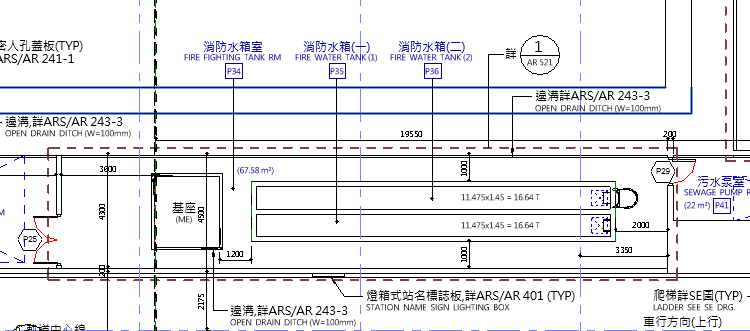 密人孔蓋板(TYP)
ARS/AR 241-1
消防水箱室
FIRE FIGHTING TANK RM
P34
消防水箱(一)
FIRE WATER TANK (1)
P35
消防水箱(二)
FIRE WATER TANK (2)
P36
詳
1
AR 521
邊溝,詳ARS/AR 243-3
OPEN DRAIN DITCH (W=100mm)
邊溝詳ARS/AR 243-3
OPEN DRAIN DITCH (W=100mm)
19550
200
3800
(67.58 m²)
1000
P29
污水泵室
SEWAGE PUMP R
(22 m²)
P41
M
4300
基座
(ME)
4500
11.475x1.45 = 16.64 T
11.475x1.45 = 16.64 T
P25
2000
1200
1000
3350
200
2175
邊溝,詳ARS/AR 243-3
OPEN DRAIN DITCH (W=100mm)
燈箱式站名標誌板,詳ARS/AR 401 (TYP)
STATION NAME SIGN LIGHTING BOX
爬梯詳SE圖(TYP)
LADDER SEE SE DRG.
車行方向(上行)